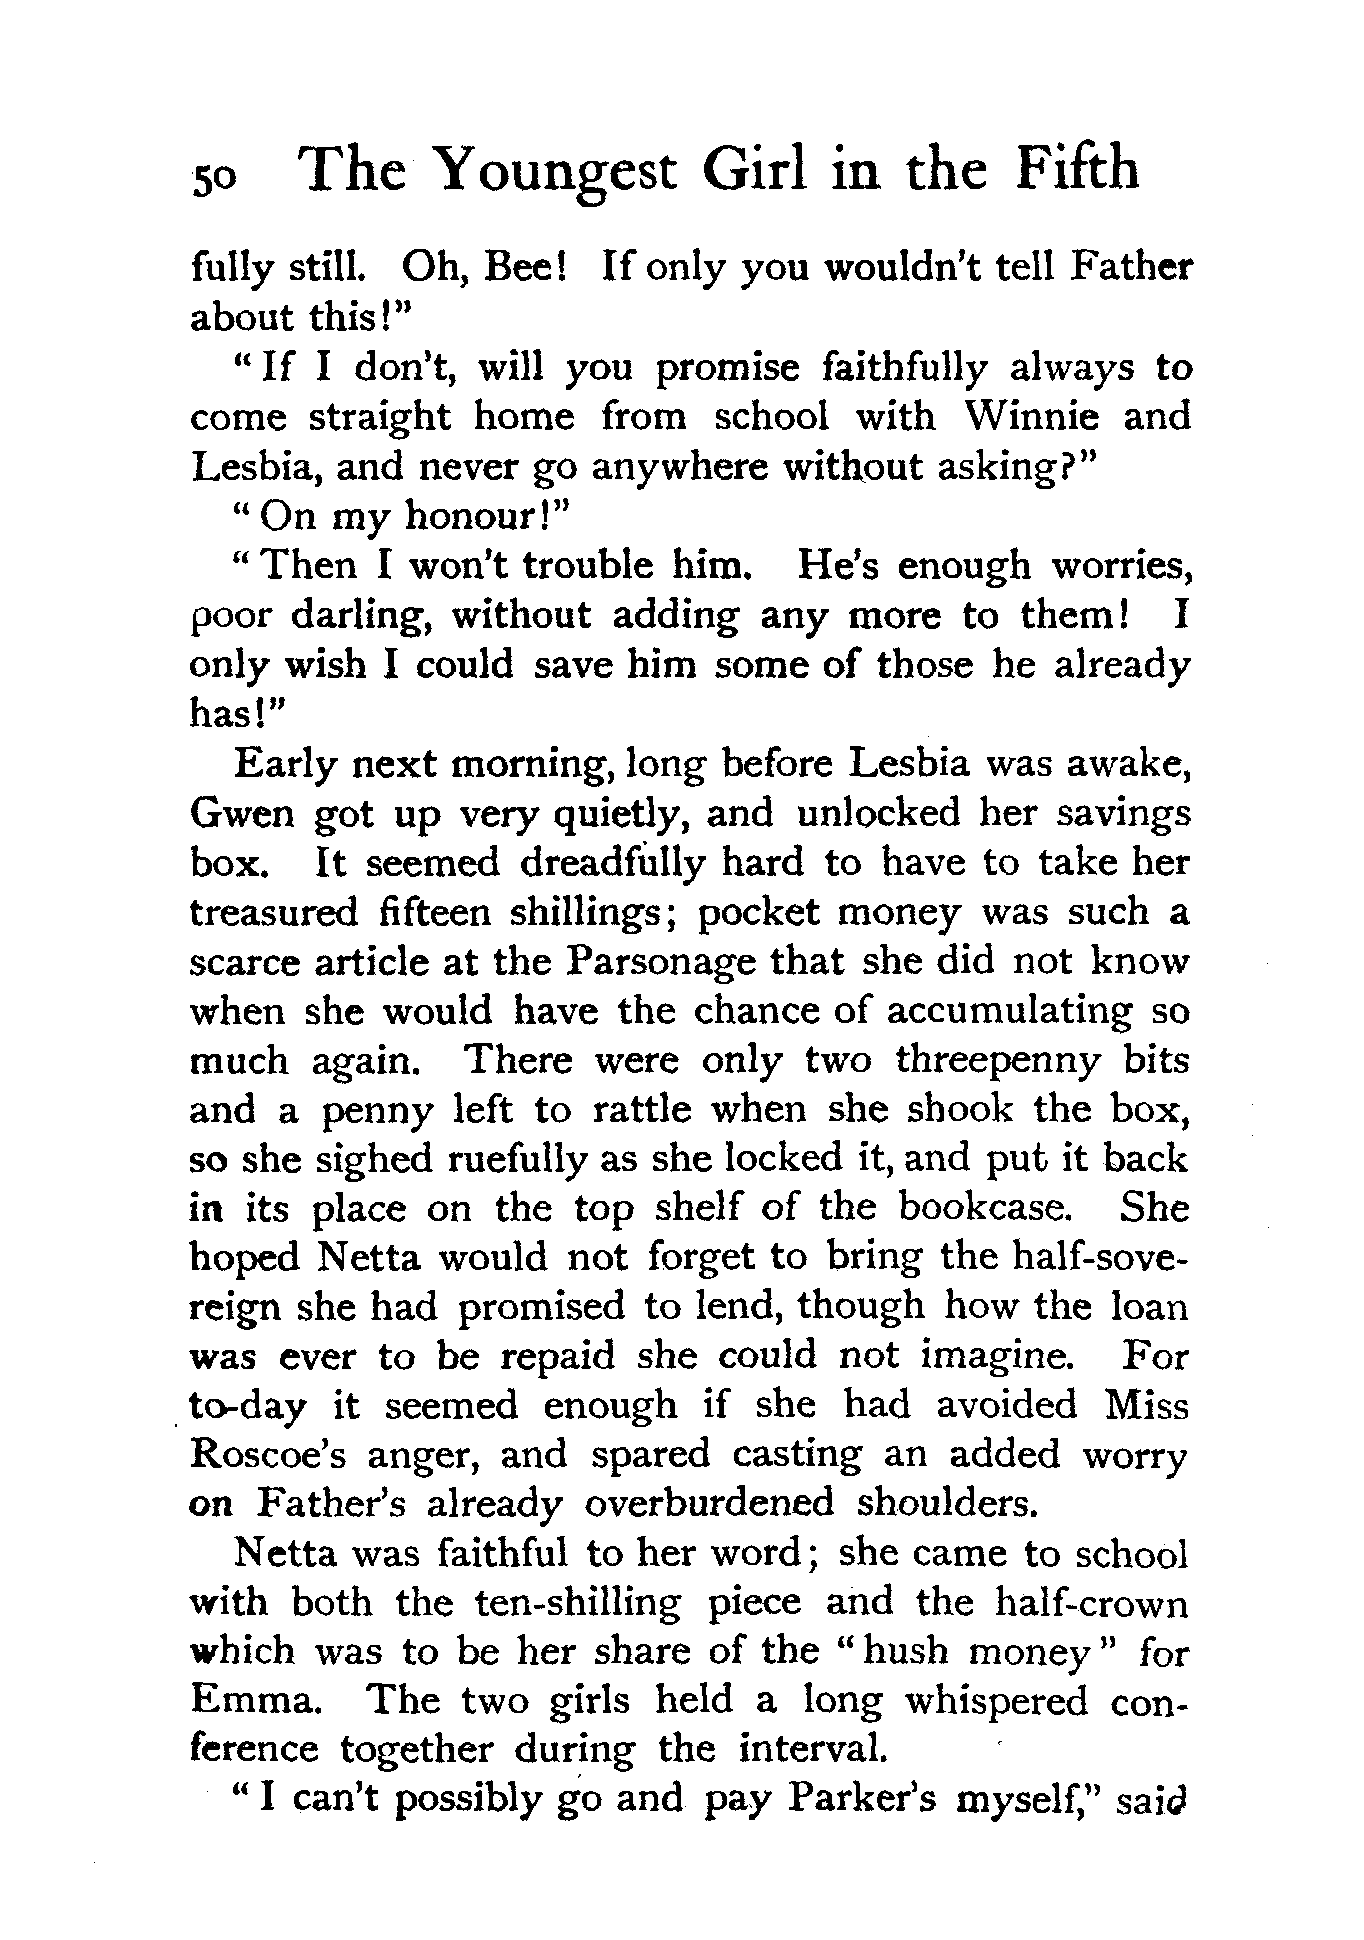 50 The Youngest Girl in the Fifth
fully still. Oh, Bee! If only you wouldn't tell Father
about this!"
"If I don't, will you promise faithfully always to
come straight home from school with Winnie and
Lesbia, and never go anywhere without asking?"
"On my honour!"
"Then I won't trouble him. He's enough worries,
poor darling, without adding any more to them! I
only wish I could save him some of those he already
has!"
Early next morning, long before Lesbia was awake,
Gwen got up very quietly, and unlocked her savings
box. It seemed dreadfully hard to have to take her
treasured fifteen shillings; pocket money was such a
scarce article at the Parsonage that she did not know
when she would have the chance of accumulating so
much again. There were only two threepenny bits
and a penny left to rattle when she shook the box,
so she sighed ruefully as she locked it, and put it back
in its place on the top shelf of the bookcase. She
hoped Netta would not forget to bring the half-sove-
reign she had promised to lend, though how the loan
was ever to be repaid she could not imagine. For
to-day it seemed enough if she had avoided Miss
Roscoe's anger, and spared casting an added worry
on Father's already overburdened shoulders.
Netta was faithful to her word; she came to school
with both the ten-shilling piece and the half-crown
which was to be her share of the "hush money" for
Emma. The two girls held a long whispered con-
ference together during the interval.
"I can't possibly go and pay Parker's myself," said